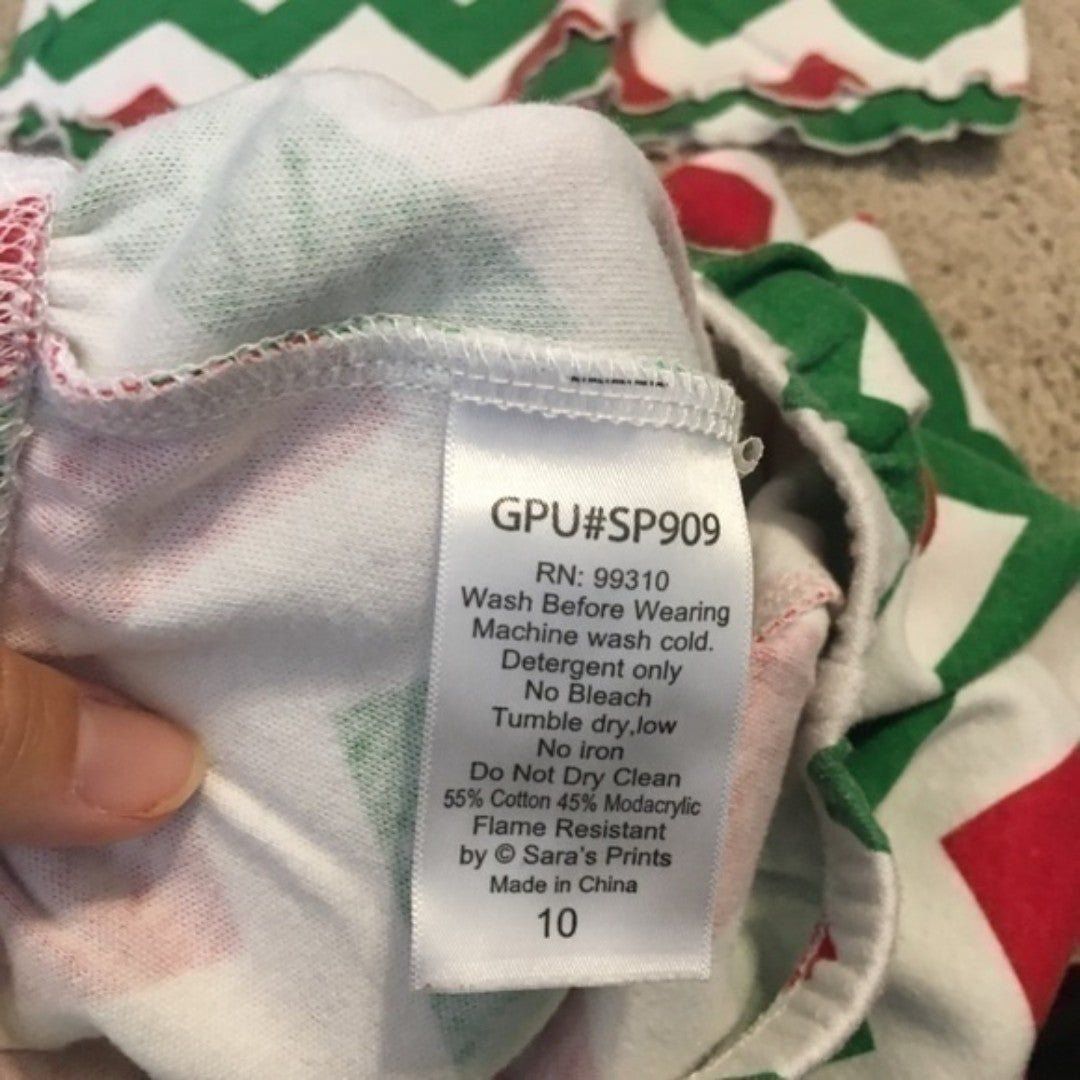 GPU#SP909
RN: 99310
Wash Before Wearing
Machine wash cold.
Detergent only
No Bleach
Tumble dry,low
No iron
Do Not Dry Clean
55% Cotton 45% Modacrylic
Flame Resistant
by © Sara's Prints
Made in China
10